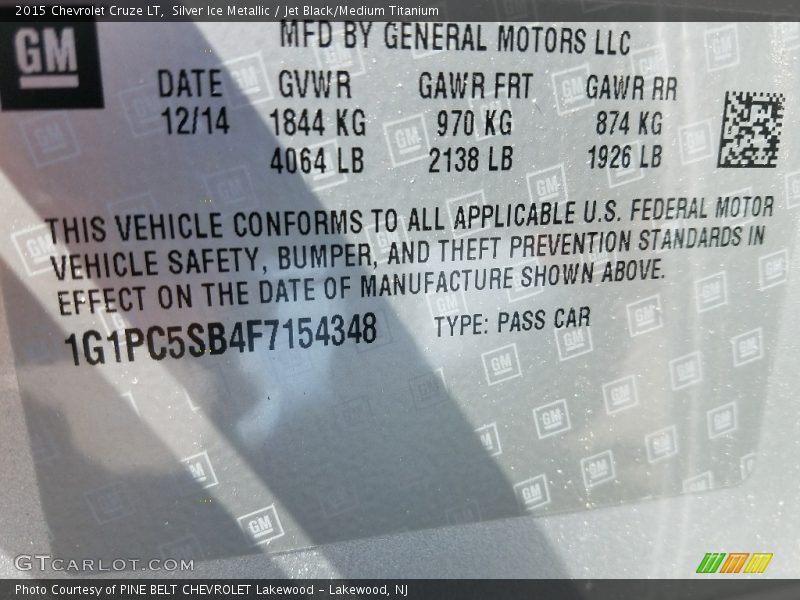 2015 Chevrolet Cruze LT, Silver Ice Metallic / Jet Black/Medium Titanium
GM
MFD BY GENERAL MOTORS LLC
DATE GVWR GAWR FRT GAWR RR
12/14 1844 KG 970 KG 874 KG
4064 LB 2138 LB 1926 LB
THIS VEHICLE CONFORMS TO ALL APPLICABLE U.S. FEDERAL MOTOR
VEHICLE SAFETY, BUMPER, AND THEFT PREVENTION STANDARDS IN
EFFECT ON THE DATE OF MANUFACTURE SHOWN ABOVE.
1G1PC5SB4F7154348 TYPE: PASS CAR
GTCARLOT.COM
Photo Courtesy of PINE BELT CHEVROLET Lakewood - Lakewood, NJ